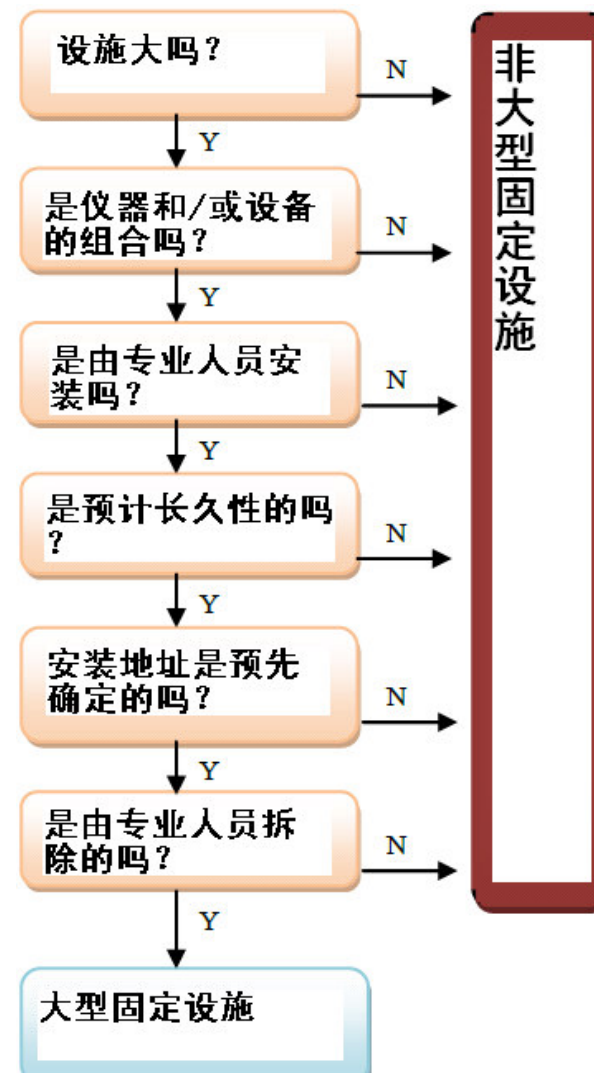 设施大吗？
N
Y
是仪器和/或设备
的组合吗？
N
Y
是由专业人员安
装吗？
N
Y
是预计长久性的吗
？
N
Y
安装地址是预先
确定的吗？
N
Y
是由专业人员拆
除的吗？
N
Y
大型固定设施
非大型固定设施